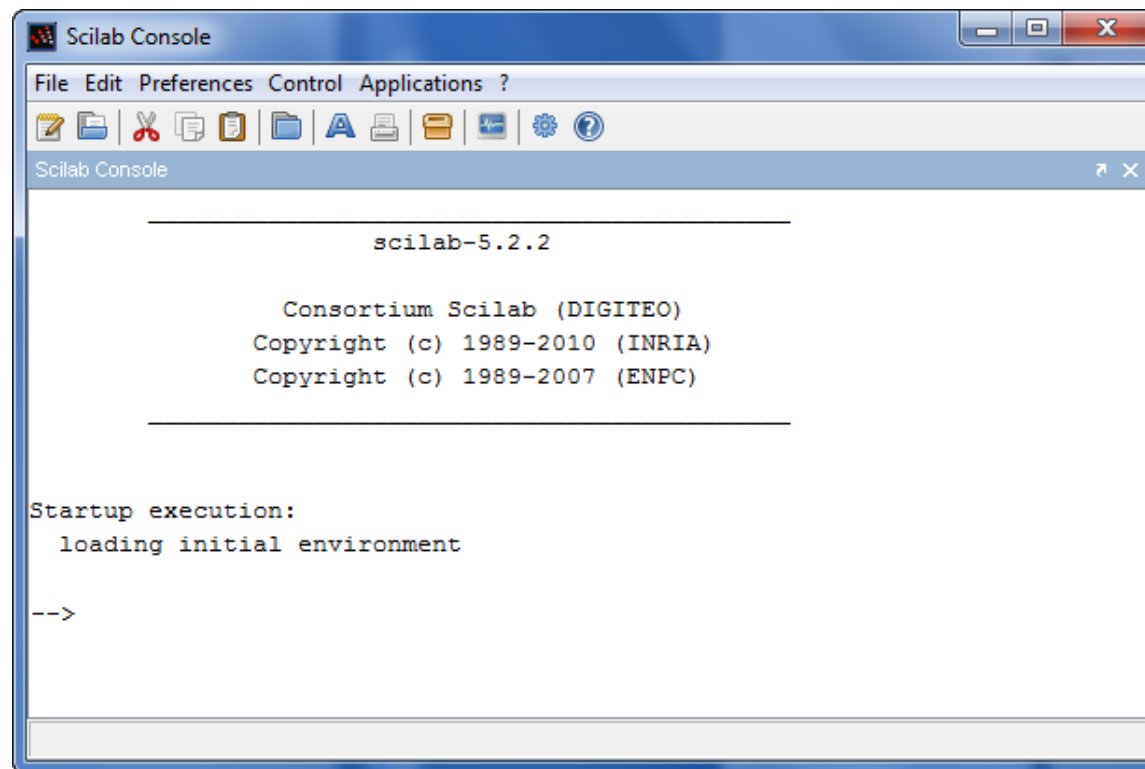 Scilab Console
File Edit Preferences Control Applications ?
Scilab Console
scilab-5.2.2
Consortium Scilab (DIGITEO)
Copyright (c) 1989-2010 (INRIA)
Copyright (c) 1989-2007 (ENPC)
Startup execution:
loading initial environment
-->